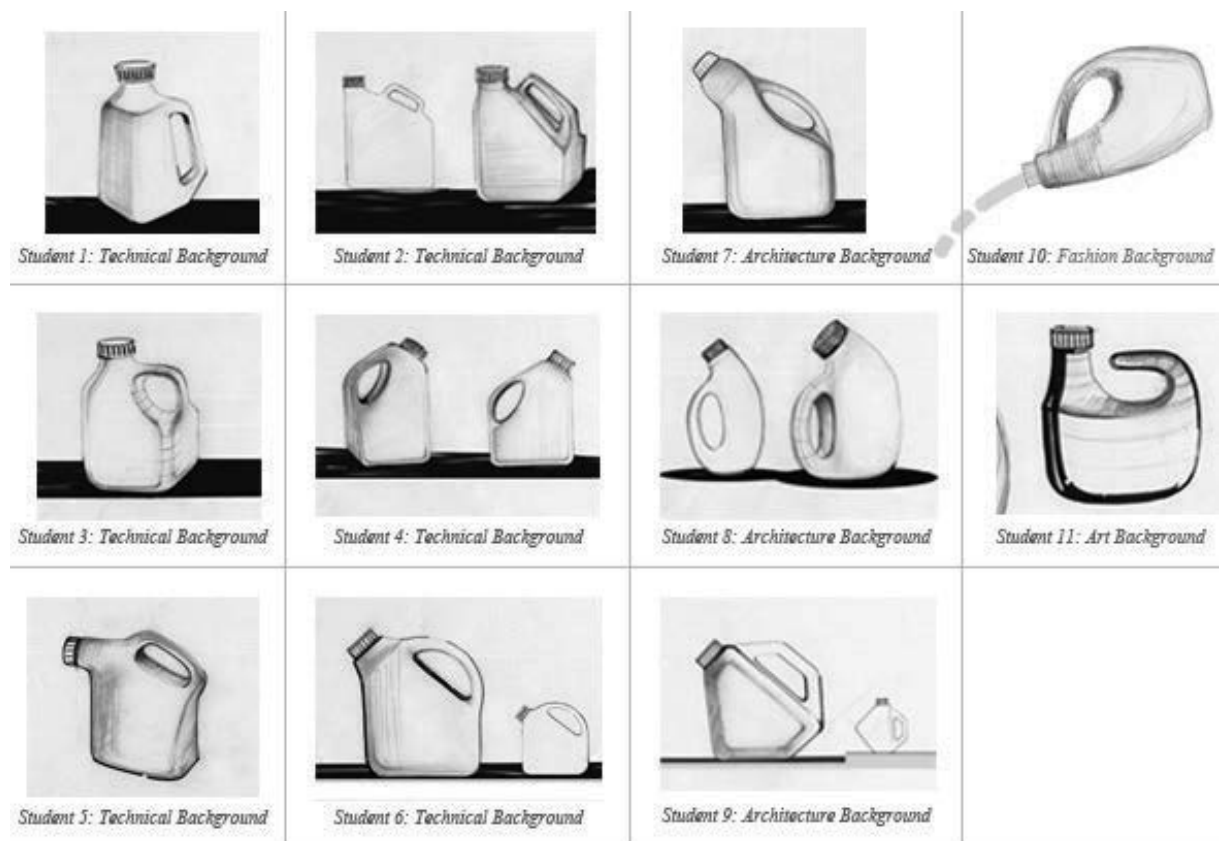 Student 1: Technical Background
Student 2: Technical Background
Student 7: Architecture Background
Student 10: Fashion Background
Student 3: Technical Background
Student 4: Technical Background
Student 8: Architecture Background
Student 11: Art Background
Student 5: Technical Background
Student 6: Technical Background
Student 9: Architecture Background